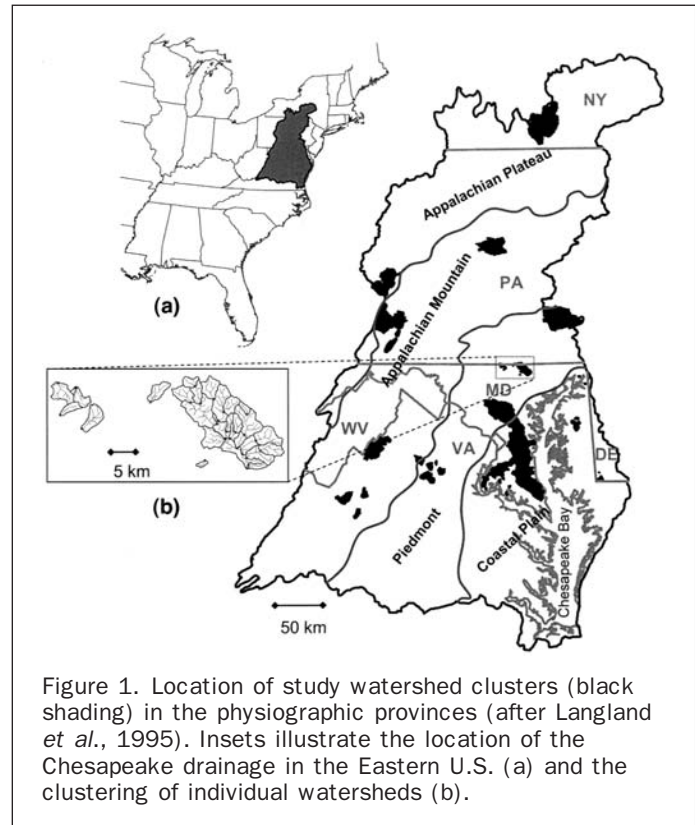 NY
Appalachian Plateau
(a)
Appalachian Mountain
PA
MD
WV
VA
DE
5 km
(b)
Piedmont
Coastal Plain
Chesapeake Bay
50 km
Figure 1. Location of study watershed clusters (black
shading) in the physiographic provinces (after Langland
et al., 1995). Insets illustrate the location of the
Chesapeake drainage in the Eastern U.S. (a) and the
clustering of individual watersheds (b).